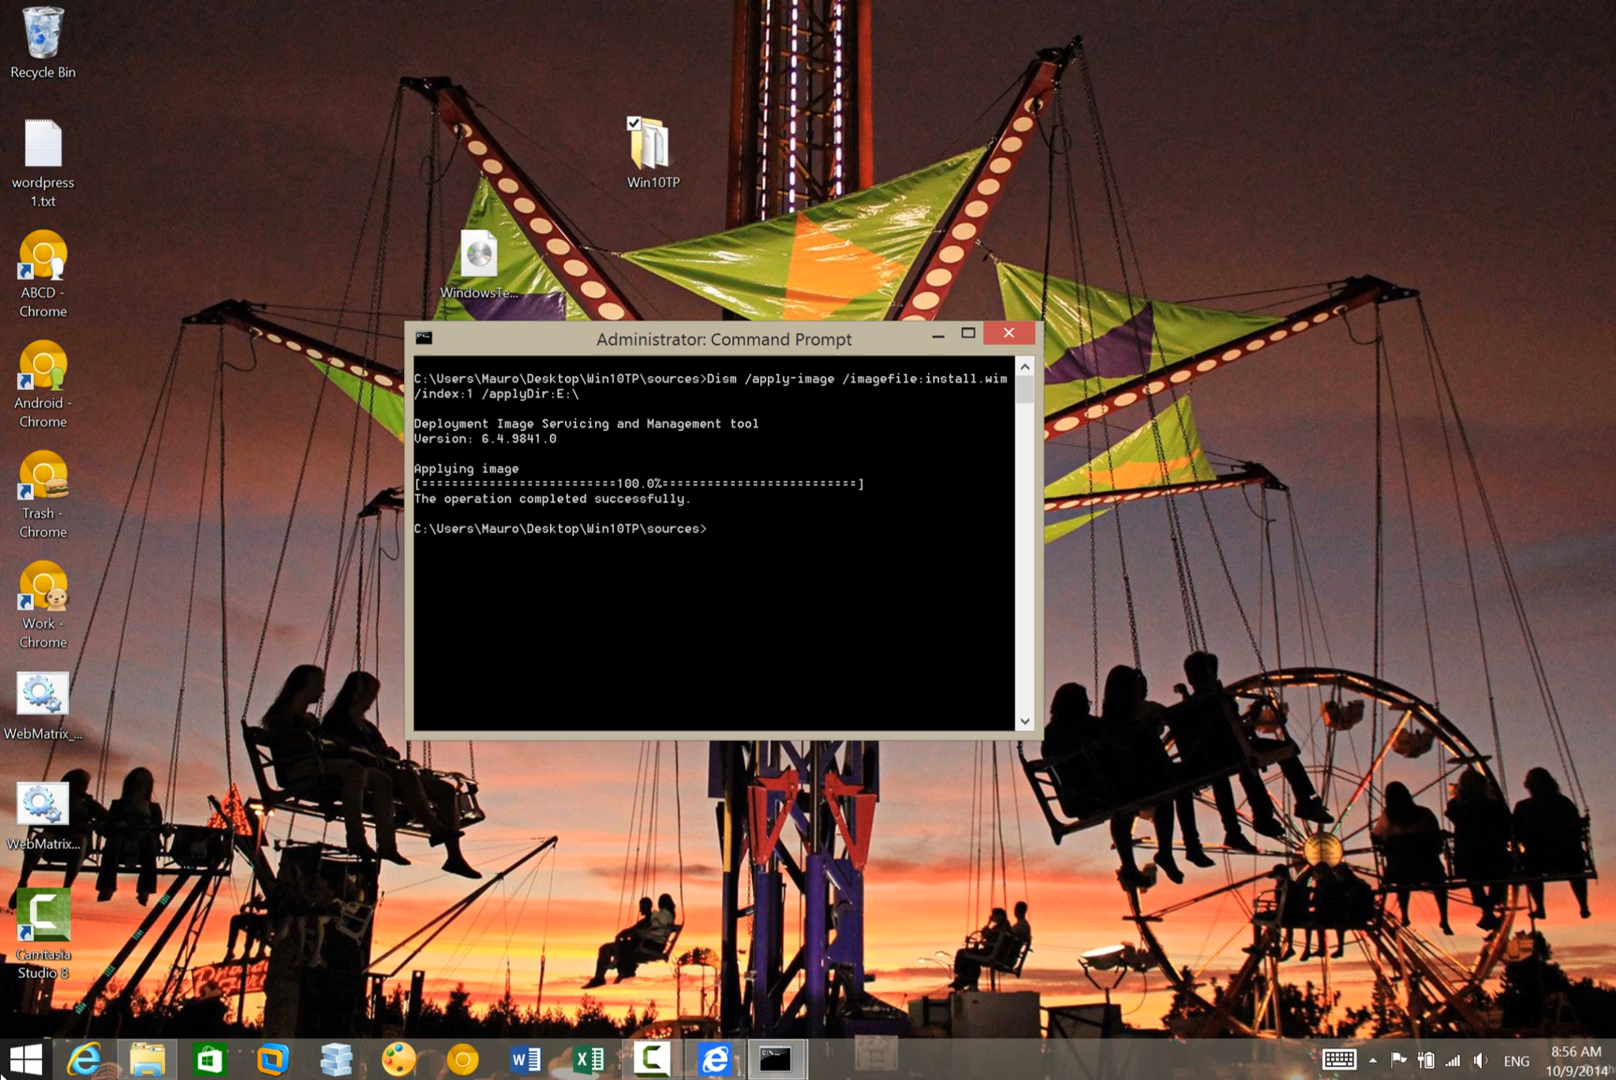 Recycle Bin
wordpress
1.txt
ABCD -
Chrome
Android -
Chrome
Trash -
Chrome
Work -
Chrome
WebMatrix_...
WebMatrix...
Camtasia
Studio 8
Win10TP
WindowsTe...
Administrator: Command Prompt
C:\Users\Mauro\Desktop\Win10TP\sources>Dism /apply-image /imagefile:install.wim
/index:1 /applyDir:E:\
Deployment Image Servicing and Management tool
Version: 6.4.9841.0
Applying image
[==========================100.0%==========================]
The operation completed successfully.
C:\Users\Mauro\Desktop\Win10TP\sources>
ENG
8:56 AM
10/9/2014